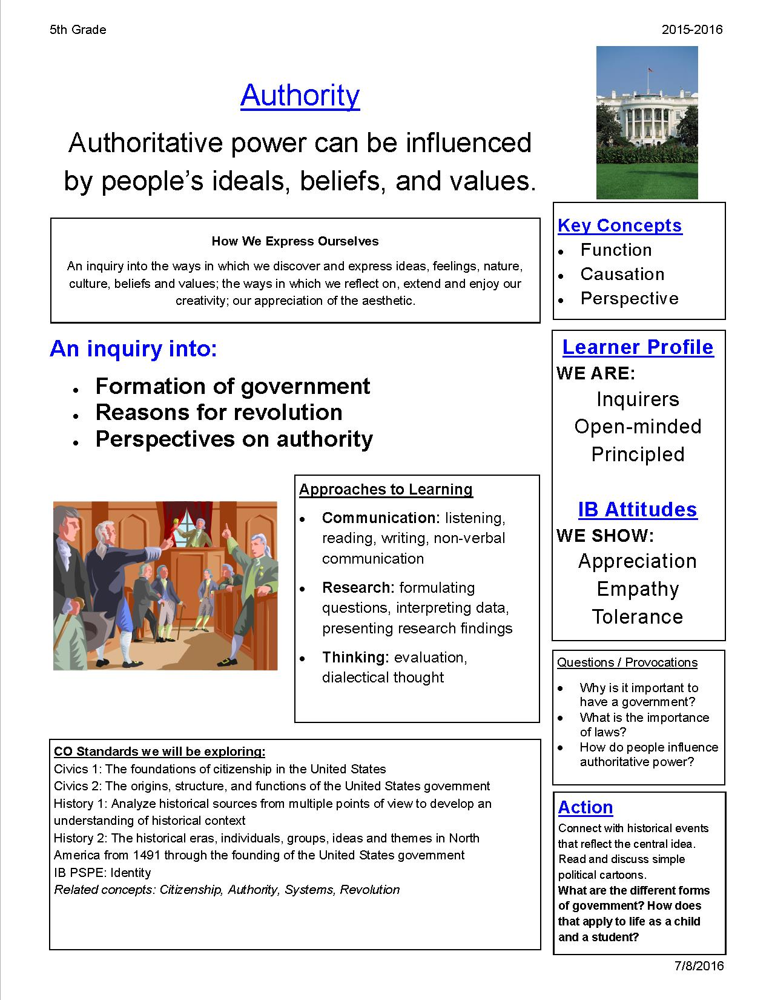 5th Grade
2015-2016
Authority
Authoritative power can be influenced
by people’s ideals, beliefs, and values.
How We Express Ourselves
An inquiry into the ways in which we discover and express ideas, feelings, nature,
culture, beliefs and values; the ways in which we reflect on, extend and enjoy our
creativity; our appreciation of the aesthetic.
An inquiry into:
• Formation of government
• Reasons for revolution
• Perspectives on authority
Approaches to Learning
• Communication: listening,
reading, writing, non-verbal
communication
• Research: formulating
questions, interpreting data,
presenting research findings
• Thinking: evaluation,
dialectical thought
CO Standards we will be exploring:
Civics 1: The foundations of citizenship in the United States
Civics 2: The origins, structure, and functions of the United States government
History 1: Analyze historical sources from multiple points of view to develop an
understanding of historical context
History 2: The historical eras, individuals, groups, ideas and themes in North
America from 1491 through the founding of the United States government
IB PSPE: Identity
Related concepts: Citizenship, Authority, Systems, Revolution
Key Concepts
• Function
• Causation
• Perspective
Learner Profile
WE ARE:
Inquirers
Open-minded
Principled
IB Attitudes
WE SHOW:
Appreciation
Empathy
Tolerance
Questions / Provocations
• Why is it important to
have a government?
• What is the importance
of laws?
• How do people influence
authoritative power?
Action
Connect with historical events
that reflect the central idea.
Read and discuss simple
political cartoons.
What are the different forms
of government? How does
that apply to life as a child
and a student?
7/8/2016